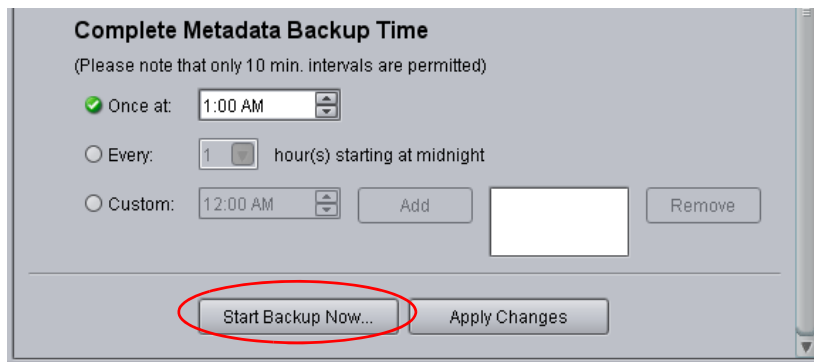 Complete Metadata Backup Time
(Please note that only 10 min. intervals are permitted)
Once at: 1:00 AM
Every: 1 hour(s) starting at midnight
Custom: 12:00 AM Add Remove
Start Backup Now... Apply Changes